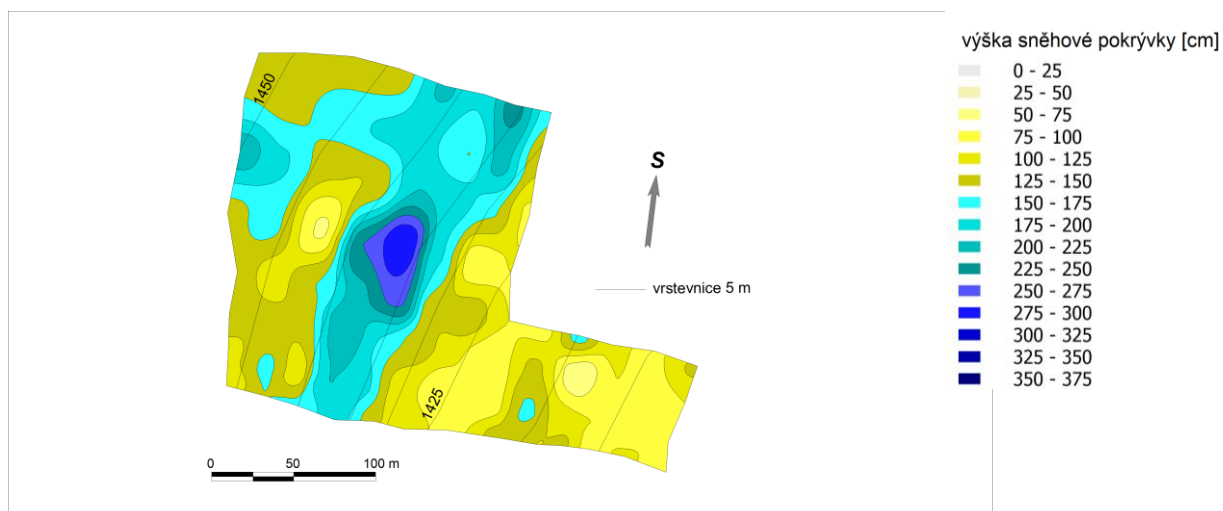 výška sněhové pokrývky [cm]
0 - 25
25 - 50
50 - 75
75 - 100
100 - 125
125 - 150
150 - 175
175 - 200
200 - 225
225 - 250
250 - 275
275 - 300
300 - 325
325 - 350
350 - 375
1450
S
vrstevnice 5 m
1425
0 50 100 m